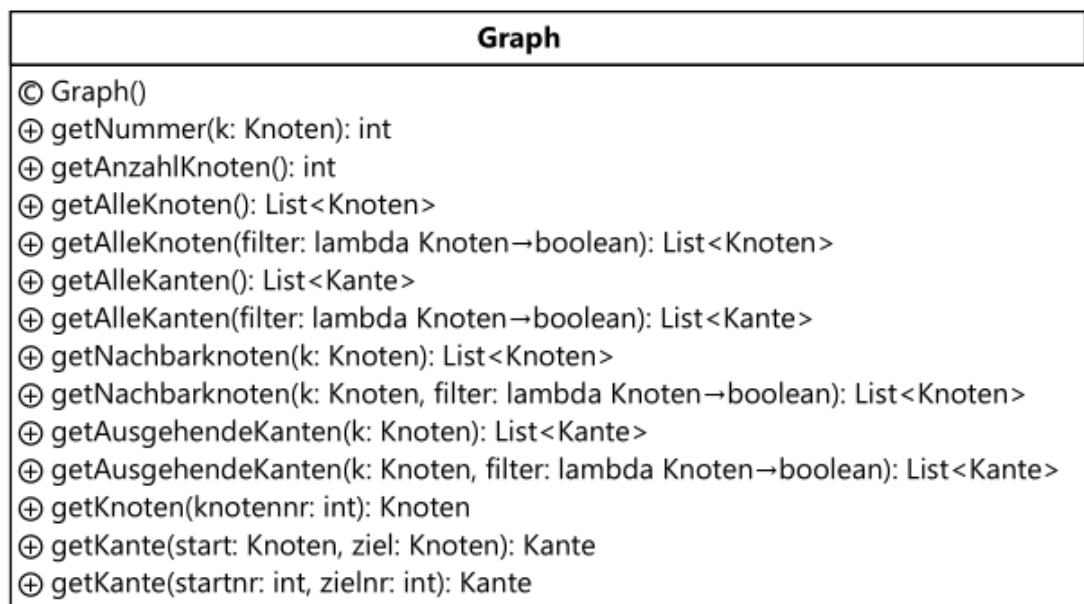 Graph
© Graph()
⊕ getNummer(k: Knoten): int
⊕ getAnzahlKnoten(): int
⊕ getAlleKnoten(): List<Knoten>
⊕ getAlleKnoten(filter: lambda Knoten→boolean): List<Knoten>
⊕ getAlleKanten(): List<Kante>
⊕ getAlleKanten(filter: lambda Knoten→boolean): List<Kante>
⊕ getNachbarknoten(k: Knoten): List<Knoten>
⊕ getNachbarknoten(k: Knoten, filter: lambda Knoten→boolean): List<Knoten>
⊕ getAusgehendeKanten(k: Knoten): List<Kante>
⊕ getAusgehendeKanten(k: Knoten, filter: lambda Knoten→boolean): List<Kante>
⊕ getKnoten(knotennr: int): Knoten
⊕ getKante(start: Knoten, ziel: Knoten): Kante
⊕ getKante(startnr: int, zielnr: int): Kante